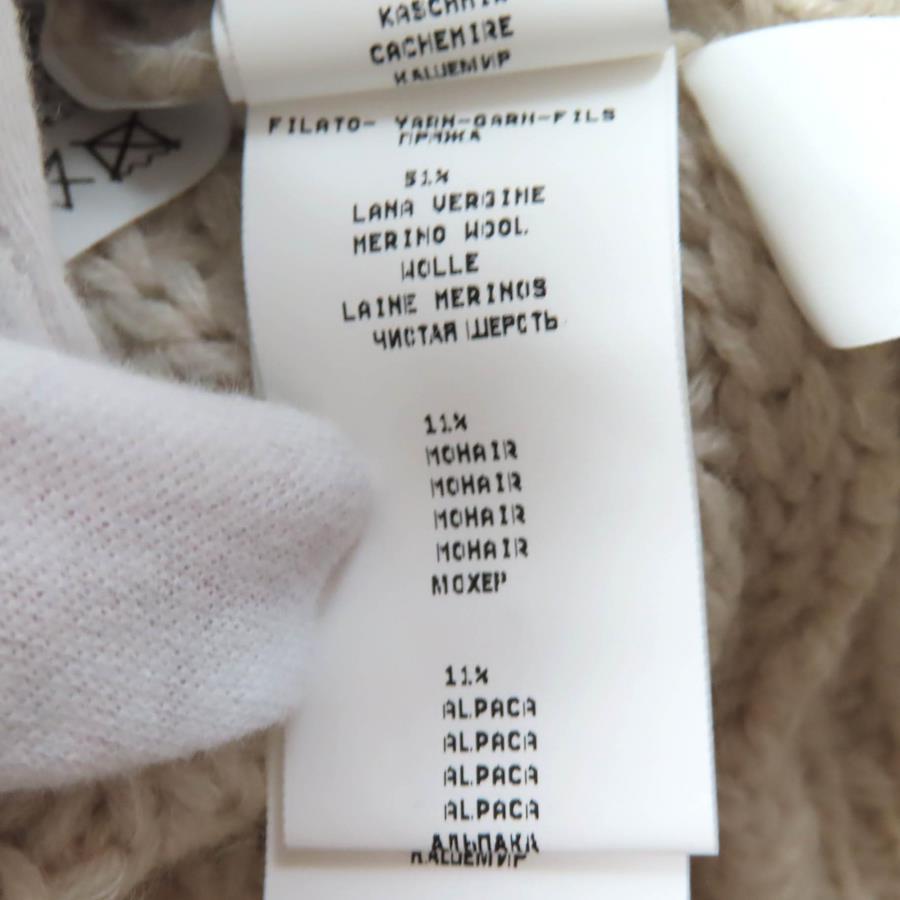 KASCHMIR
CACHEMIRE
КАШЕМИР
FILATO- YARN-GARN-FILS
ПРЯЖА
51%
LANA VERGINE
MERINO WOOL
WOLLE
LAINE MERINOS
ЧИСТАЯ ШЕРСТЬ
11%
MOHAIR
MOHAIR
MOHAIR
MOHAIR
МОХЕР
11%
ALPACA
ALPACA
ALPACA
ALPACA
АЛЬПАКА
КАШЕМИР